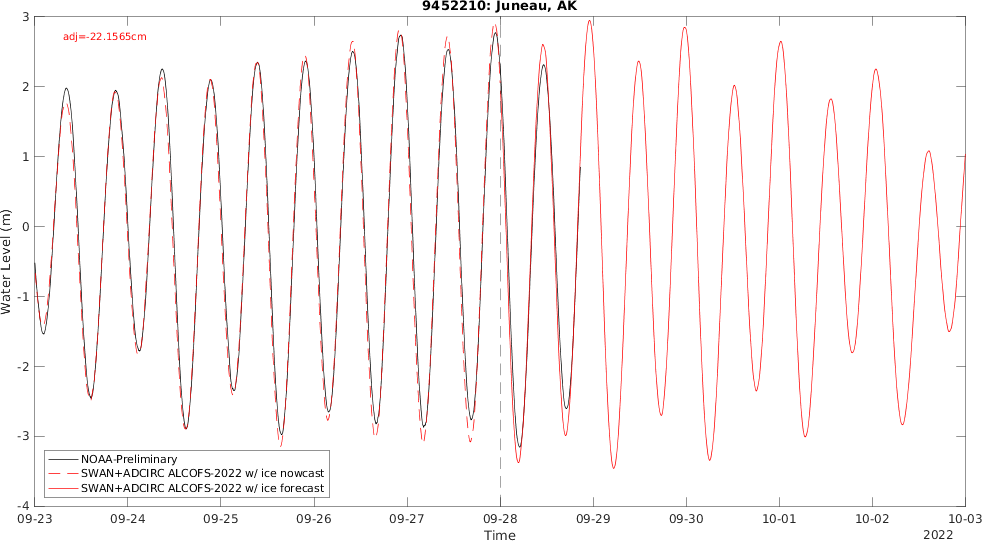 9452210: Juneau, AK
adj=-22.1565cm
Water Level (m)
3
2
1
0
-1
-2
-3
-4
NOAA-Preliminary
SWAN+ADCIRC ALCOFS-2022 w/ ice nowcast
SWAN+ADCIRC ALCOFS-2022 w/ ice forecast
09-23 09-24 09-25 09-26 09-27 09-28 09-29 09-30 10-01 10-02 10-03
Time
2022